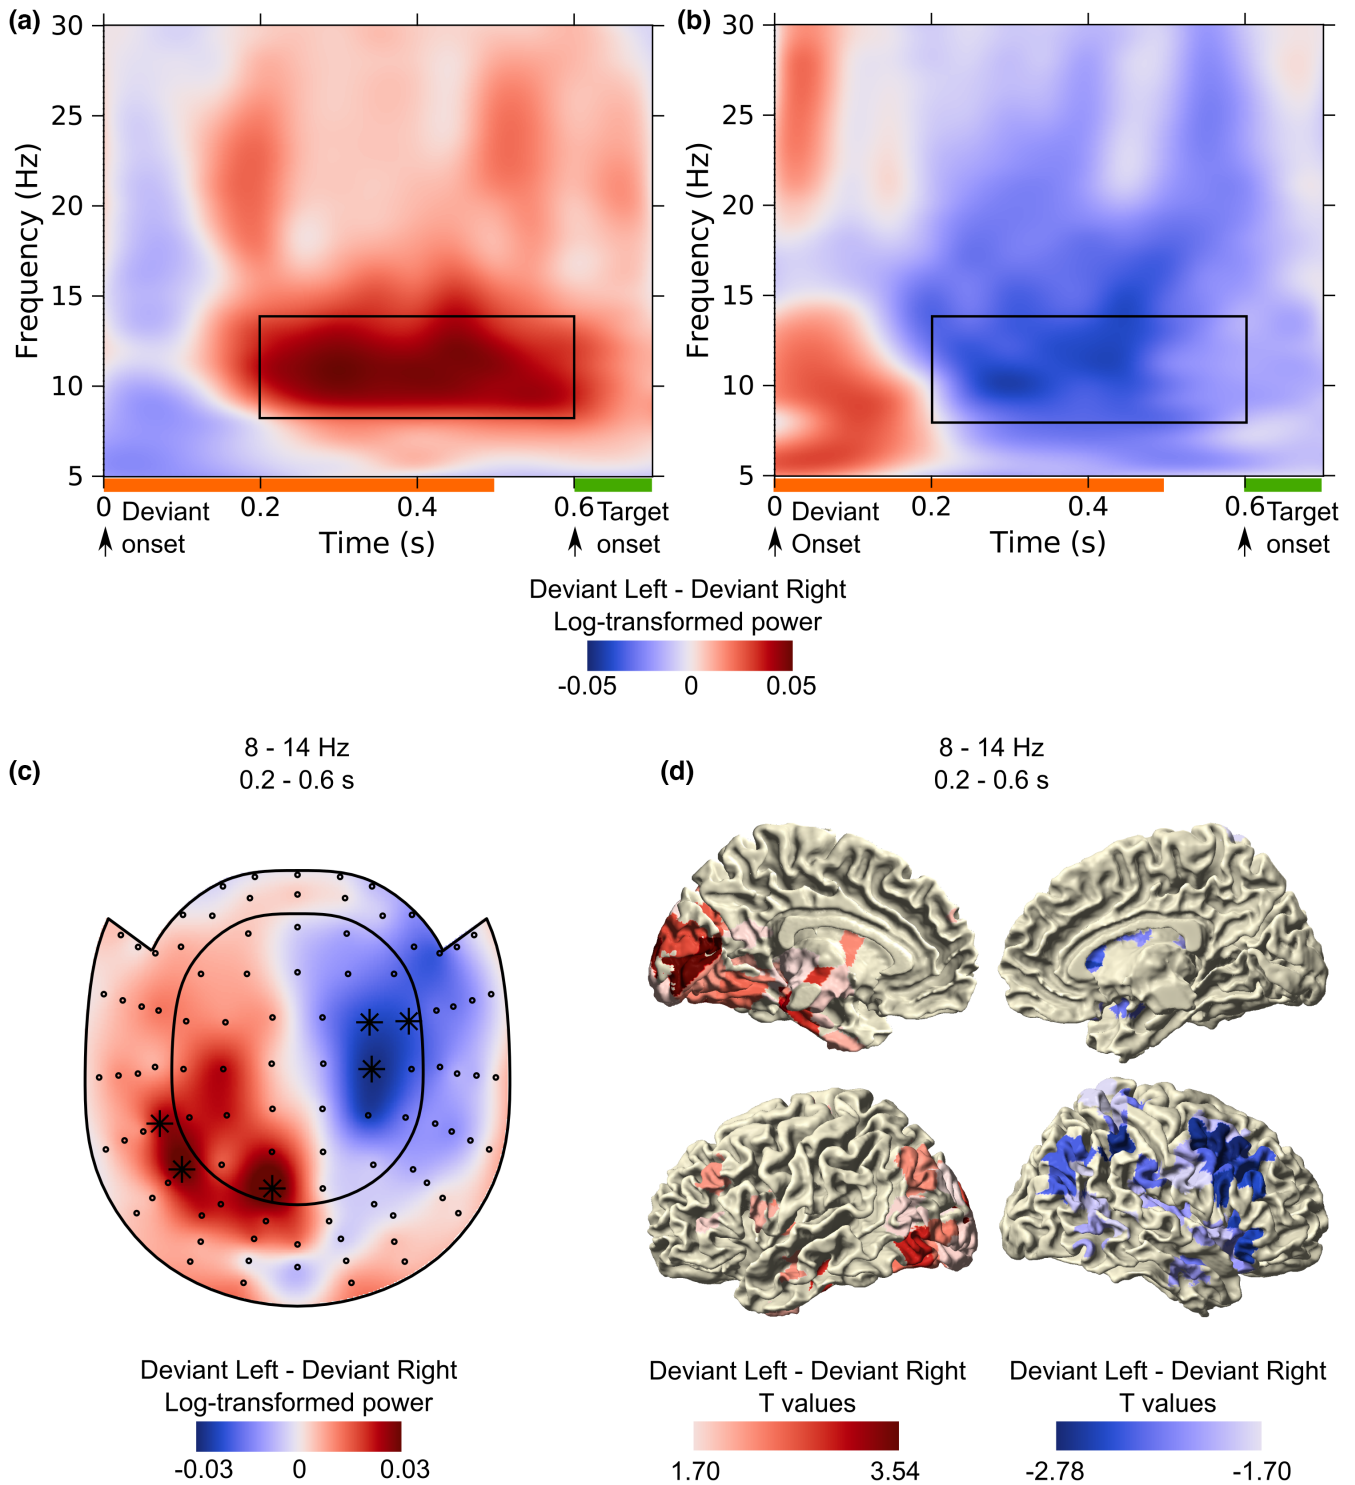 (a)
30
25
20
15
10
5
Frequency (Hz)
0
0.2
0.4
0.6
Deviant
onset
Time (s)
Target
onset
(b)
30
25
20
15
10
5
Frequency (Hz)
0
0.2
0.4
0.6
Deviant
Onset
Time (s)
Target
onset
Deviant Left - Deviant Right
Log-transformed power
-0.05 0 0.05
(c)
8 - 14 Hz
0.2 - 0.6 s
Deviant Left - Deviant Right
Log-transformed power
-0.03 0 0.03
(d)
8 - 14 Hz
0.2 - 0.6 s
Deviant Left - Deviant Right
T values
1.70 3.54
Deviant Left - Deviant Right
T values
-2.78 -1.70